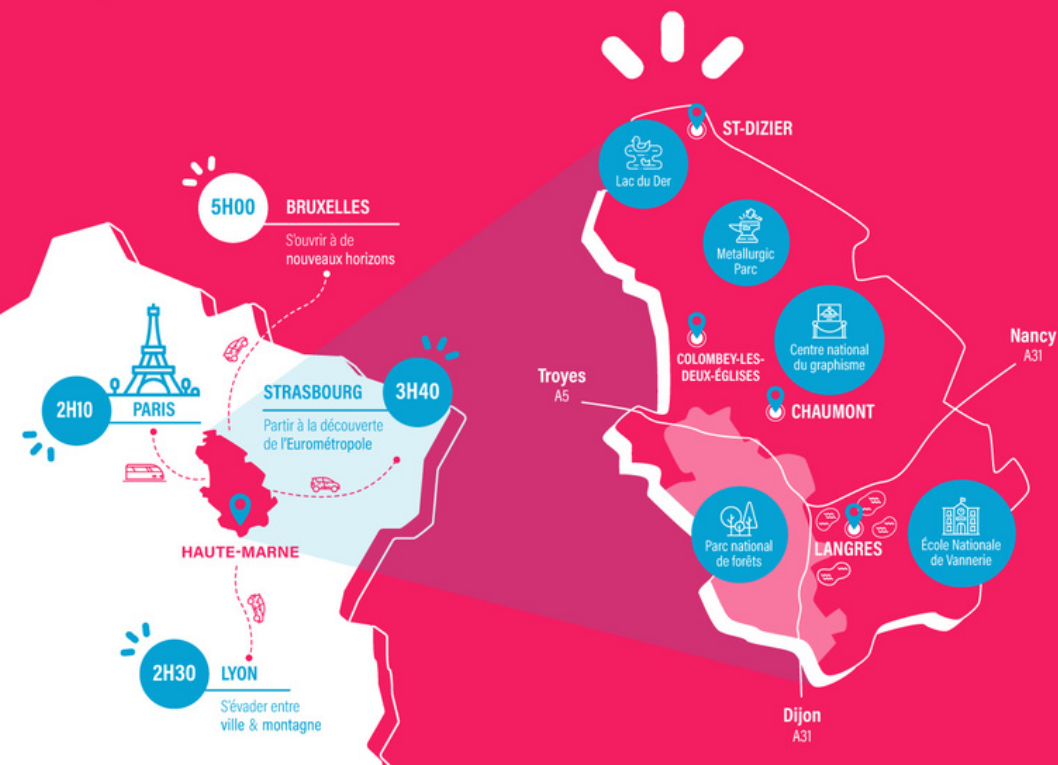 5H00
BRUXELLES
S'ouvrir à de
nouveaux horizons
2H10
PARIS
STRASBOURG
3H40
Partir à la découverte
de l'Eurométropole
HAUTE-MARNE
2H30
LYON
S'évader entre
ville & montagne
ST-DIZIER
Lac du Der
Metallurgic
Parc
Centre national
du graphisme
COLOMBEY-LES-
DEUX-ÉGLISES
CHAUMONT
Troyes
A5
Nancy
A31
Parc national
de forêts
LANGRES
École Nationale
de Vannerie
Dijon
A31